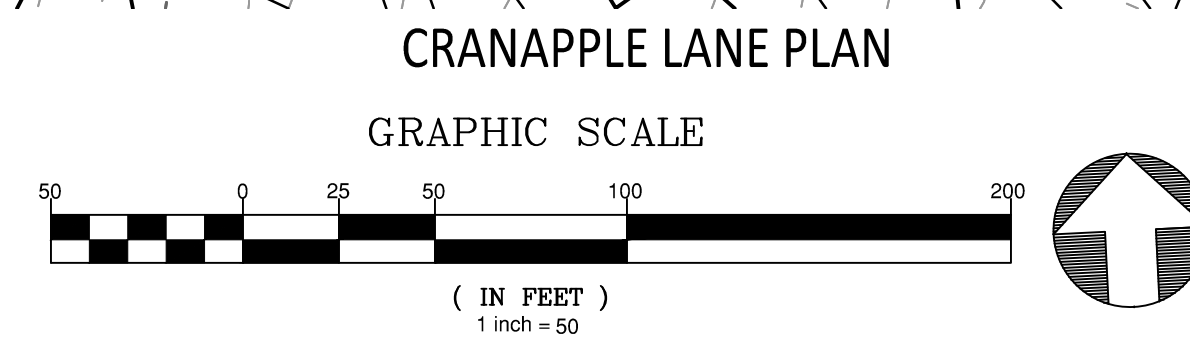 CRANAPPLE LANE PLAN
GRAPHIC SCALE
50 0 25 50 100 200
( IN FEET )
1 inch = 50